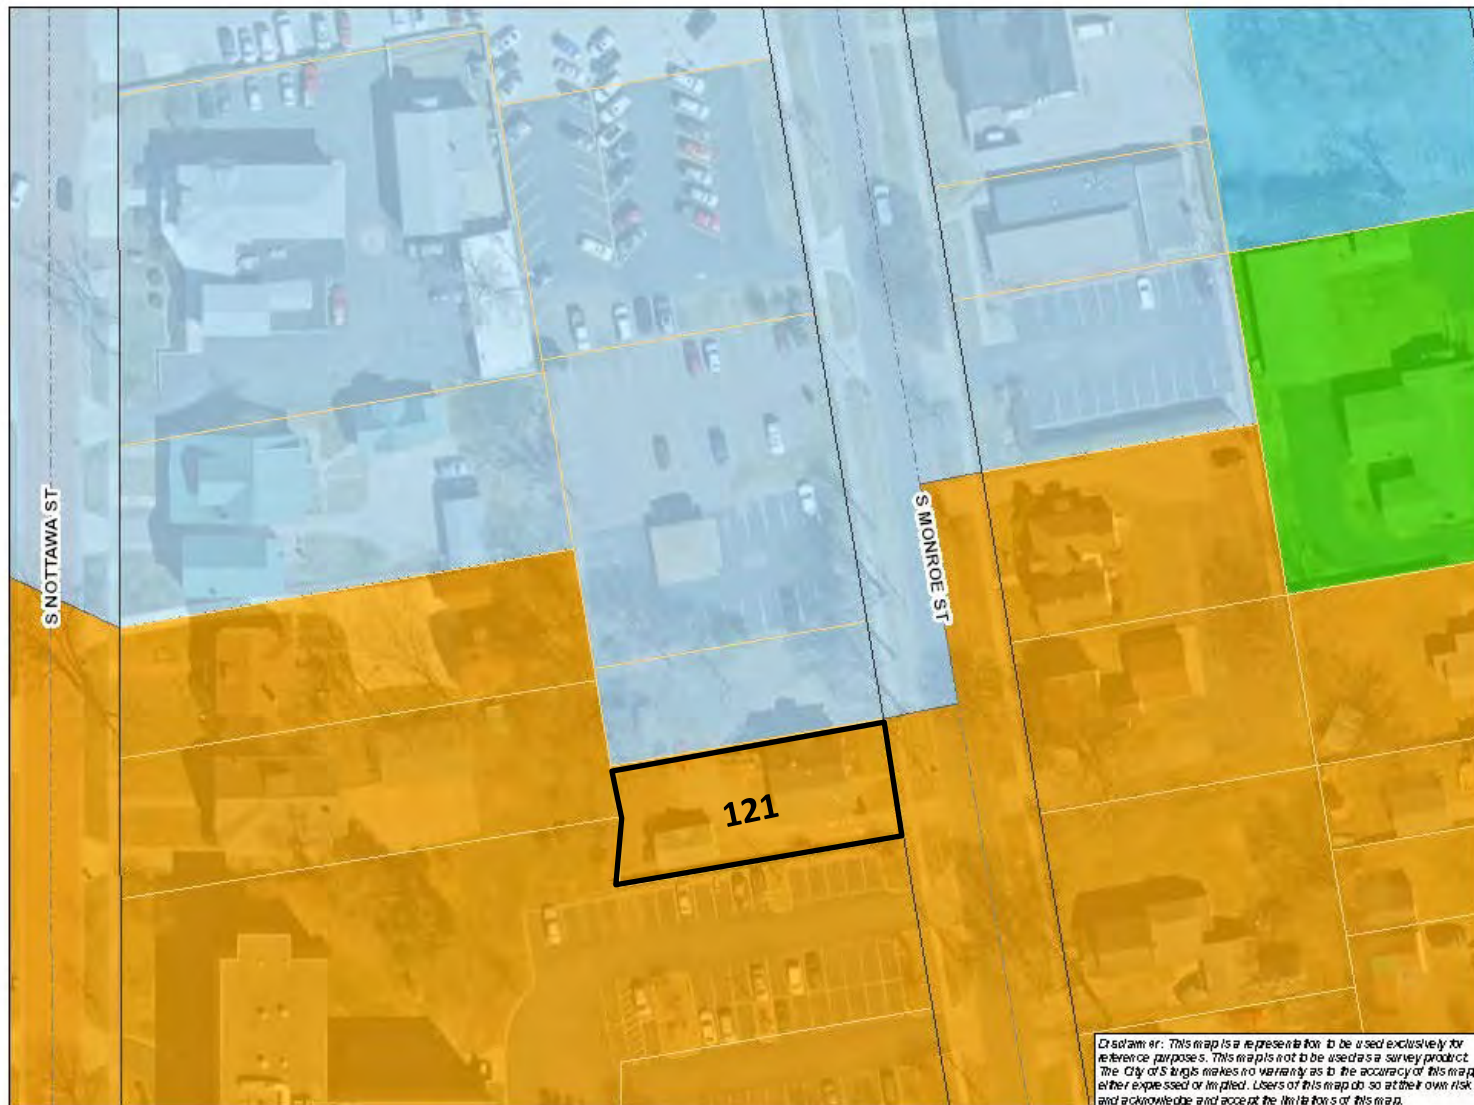 S NOTTAWA ST
S MONROE ST
121
Disclaimer: This map is a representation to be used exclusively for
reference purposes. This map is not to be used as a survey product.
The City of Sturgis makes no warranty as to the accuracy of this map
either expressed or implied. Users of this map do so at their own risk
and acknowledge and accept the limitations of this map.